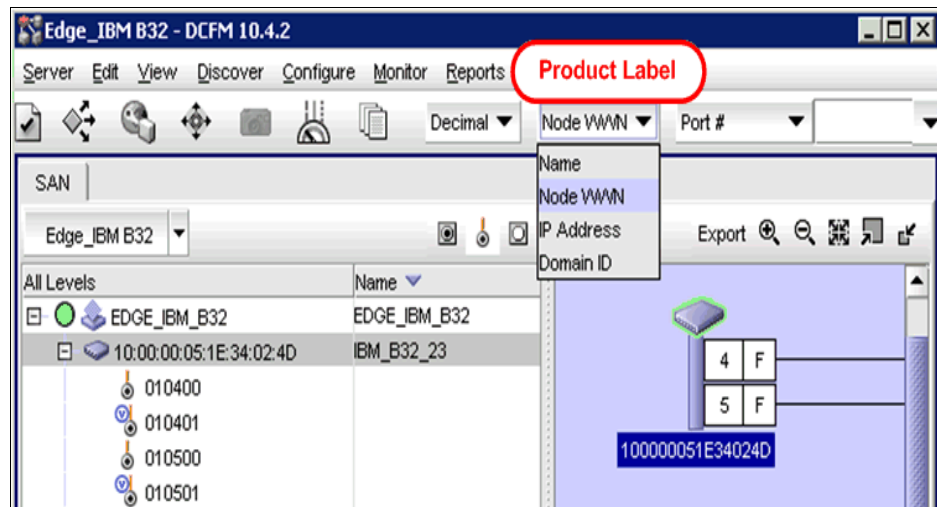 Edge_IBM B32 - DCFM 10.4.2
Server Edit View Discover Configure Monitor Reports
Product Label
Decimal Node WWN Port #
Name
Node WWN
IP Address
Domain ID
SAN
Edge_IBM B32
Export
All Levels Name
EDGE_IBM_B32 EDGE_IBM_B32
10:00:00:05:1E:34:02:4D IBM_B32_23
010400
010401
010500
010501
4 F
5 F
100000051E34024D